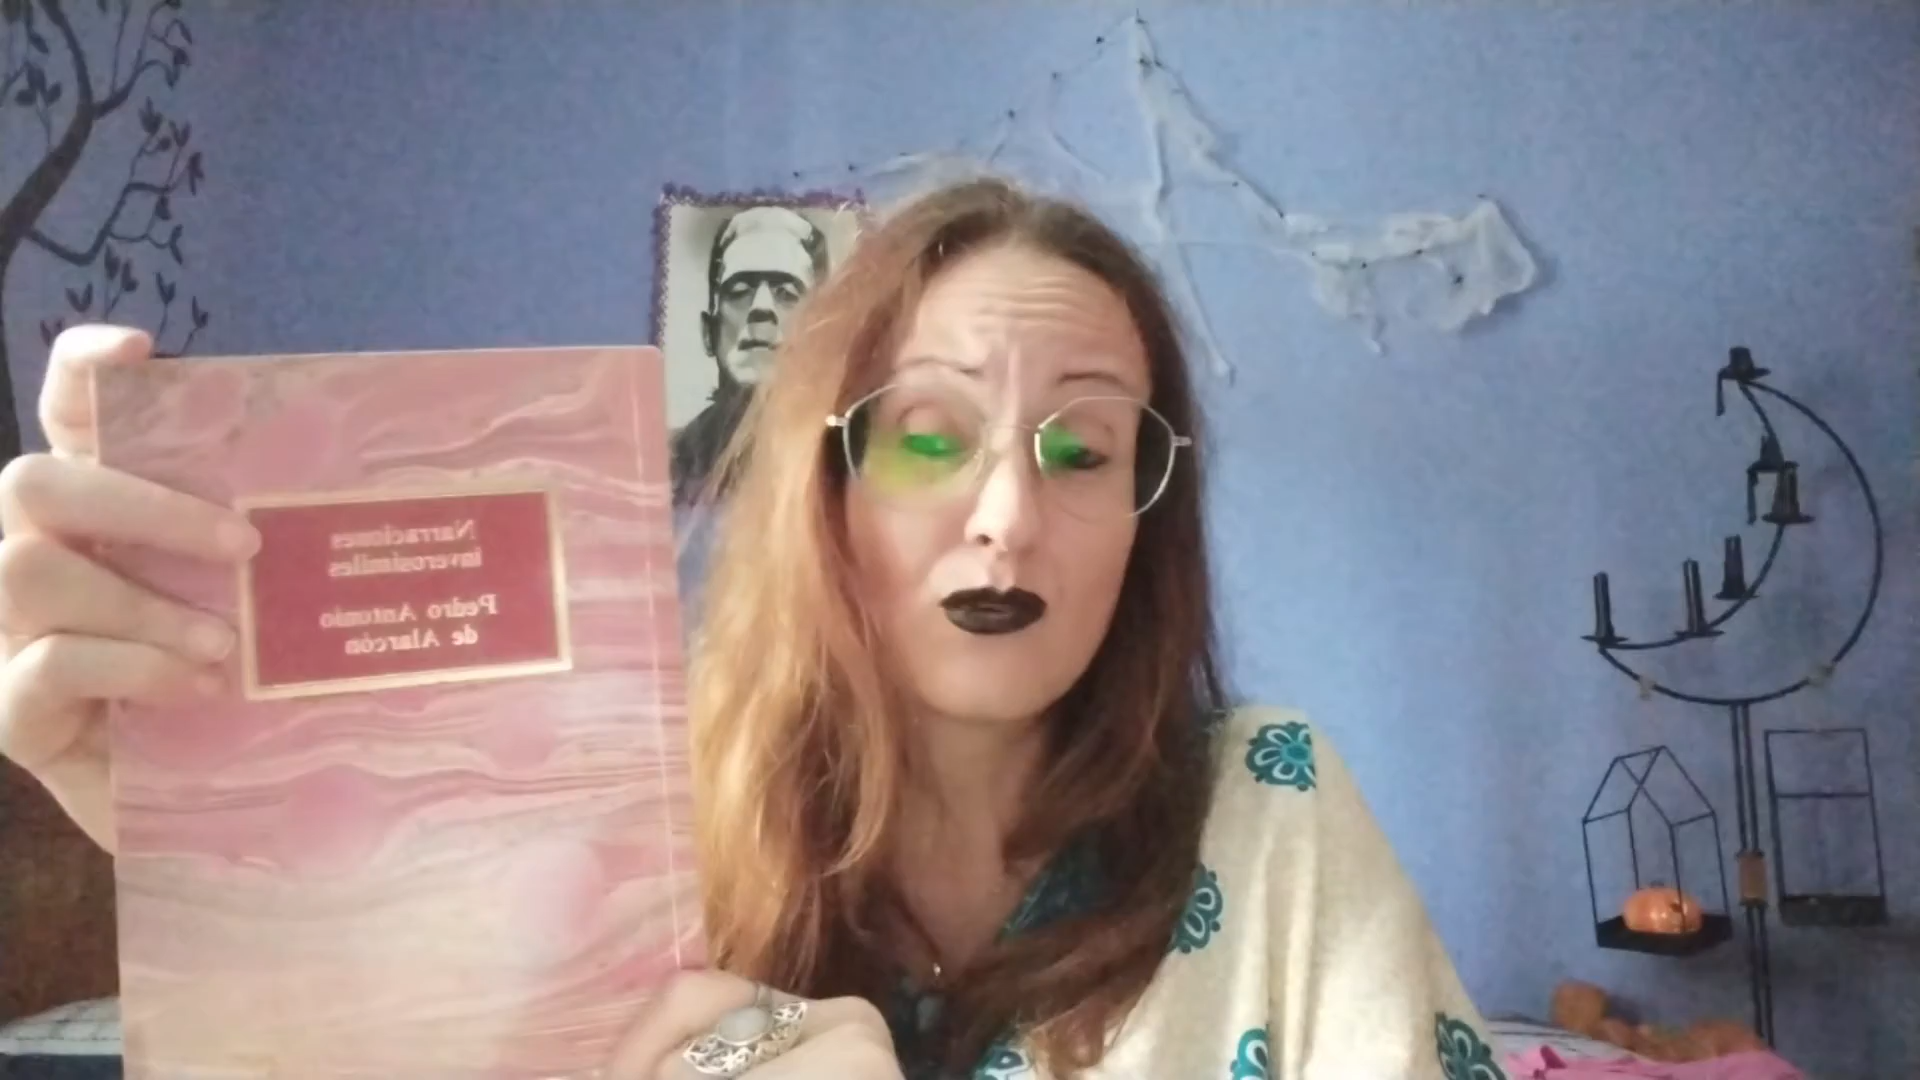 Narraciones
inverosímiles
Pedro Antonio
de Alarcón